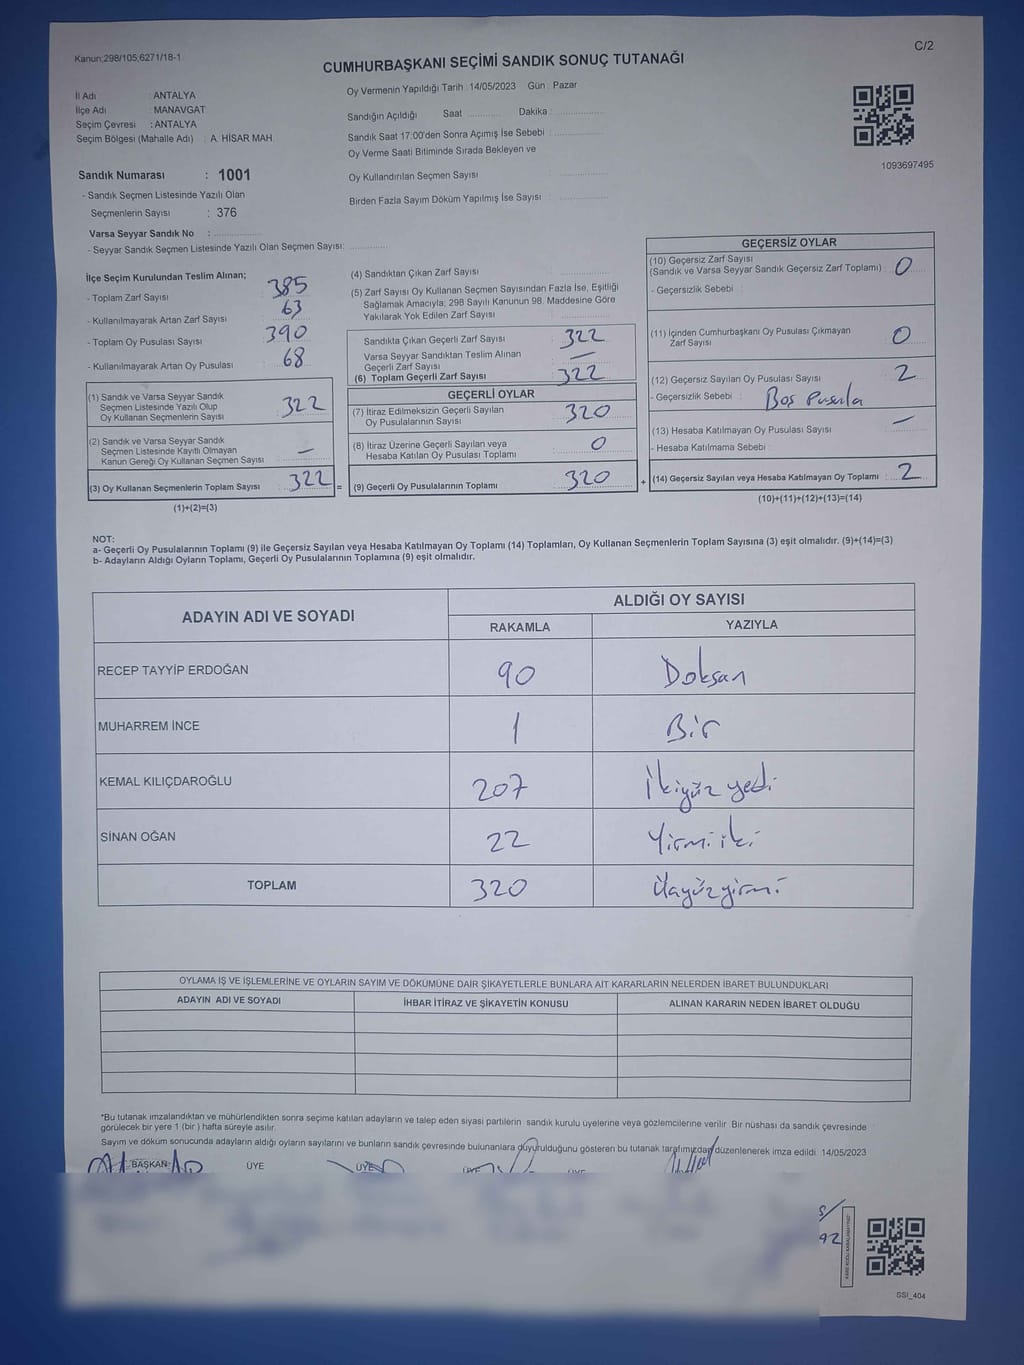 Kanun:298/105;6271/18-1
C/2
CUMHURBAŞKANI SEÇİMİ SANDIK SONUÇ TUTANAĞI
İl Adı : ANTALYA
İlçe Adı : MANAVGAT
Seçim Çevresi : ANTALYA
Seçim Bölgesi (Mahalle Adı) : A. HİSAR MAH.
Oy Vermenin Yapıldığı Tarih : 14/05/2023 Gün : Pazar
Sandığın Açıldığı Saat ............ Dakika : ............
Sandık Saat 17:00'den Sonra Açımış İse Sebebi : ............
Oy Verme Saati Bitiminde Sırada Bekleyen ve
Oy Kullandırılan Seçmen Sayısı : ............
Birden Fazla Sayım Döküm Yapılmış İse Sayısı : ............
1093697495
Sandık Numarası : 1001
- Sandık Seçmen Listesinde Yazılı Olan
Seçmenlerin Sayısı : 376
Varsa Seyyar Sandık No : ............
- Seyyar Sandık Seçmen Listesinde Yazılı Olan Seçmen Sayısı: ............
İlçe Seçim Kurulundan Teslim Alınan;
- Toplam Zarf Sayısı 385
- Kullanılmayarak Artan Zarf Sayısı 63
- Toplam Oy Pusulası Sayısı 390
- Kullanılmayarak Artan Oy Pusulası 68
(1) Sandık ve Varsa Seyyar Sandık
Seçmen Listesinde Yazılı Olup
Oy Kullanan Seçmenlerin Sayısı 322
(2) Sandık ve Varsa Seyyar Sandık
Seçmen Listesinde Kayıtlı Olmayan
Kanun Gereği Oy Kullanan Seçmen Sayısı —
(3) Oy Kullanan Seçmenlerin Toplam Sayısı 322 =
(1)+(2)=(3)
(4) Sandıktan Çıkan Zarf Sayısı ............
(5) Zarf Sayısı Oy Kullanan Seçmen Sayısından Fazla İse, Eşitliği
Sağlamak Amacıyla; 298 Sayılı Kanunun 98. Maddesine Göre
Yakılarak Yok Edilen Zarf Sayısı ............
Sandıkta Çıkan Geçerli Zarf Sayısı 322
Varsa Seyyar Sandıktan Teslim Alınan
Geçerli Zarf Sayısı —
(6) Toplam Geçerli Zarf Sayısı 322
GEÇERLİ OYLAR
(7) İtiraz Edilmeksizin Geçerli Sayılan
Oy Pusulalarının Sayısı 320
(8) İtiraz Üzerine Geçerli Sayılan veya
Hesaba Katılan Oy Pusulası Toplamı 0
(9) Geçerli Oy Pusulalarının Toplamı 320 +
GEÇERSİZ OYLAR
(10) Geçersiz Zarf Sayısı
(Sandık ve Varsa Seyyar Sandık Geçersiz Zarf Toplamı) : 0
- Geçersizlik Sebebi :
(11) İçinden Cumhurbaşkanı Oy Pusulası Çıkmayan
Zarf Sayısı 0
(12) Geçersız Sayılan Oy Pusulası Sayısı : 2
- Geçersizlik Sebebi : Boş Pusula
(13) Hesaba Katılmayan Oy Pusulası Sayısı : —
- Hesaba Katılmama Sebebi :
(14) Geçersiz Sayılan veya Hesaba Katılmayan Oy Toplamı : 2
(10)+(11)+(12)+(13)=(14)
NOT:
a- Geçerli Oy Pusulalarının Toplamı (9) ile Geçersiz Sayılan veya Hesaba Katılmayan Oy Toplamı (14) Toplamları, Oy Kullanan Seçmenlerin Toplam Sayısına (3) eşit olmalıdır. (9)+(14)=(3)
b- Adayların Aldığı Oyların Toplamı, Geçerli Oy Pusulalarının Toplamına (9) eşit olmalıdır.
ADAYIN ADI VE SOYADI ALDIĞI OY SAYISI
RAKAMLA YAZIYLA
RECEP TAYYİP ERDOĞAN 90 Doksan
MUHARREM İNCE 1 Bir
KEMAL KILIÇDAROĞLU 207 İkiyüz yedi
SİNAN OĞAN 22 Yirmi iki
TOPLAM 320 Üçyüzyirmi
OYLAMA İŞ VE İŞLEMLERİNE VE OYLARIN SAYIM VE DÖKÜMÜNE DAİR ŞİKAYETLERLE BUNLARA AİT KARARLARIN NELERDEN İBARET BULUNDUKLARI
ADAYIN ADI VE SOYADI İHBAR İTİRAZ VE ŞİKAYETİN KONUSU ALINAN KARARIN NEDEN İBARET OLDUĞU
*Bu tutanak imzalandıktan ve mühürlendikten sonra seçime katılan adayların ve talep eden siyasi partilerin sandık kurulu üyelerine veya gözlemcilerine verilir. Bir nüshası da sandık çevresinde
görülecek bir yere 1 (bir ) hafta süreyle asılır.
Sayım ve döküm sonucunda adayların aldığı oyların sayılarını ve bunların sandık çevresinde bulunanlara duyurulduğunu gösteren bu tutanak tarafımızdan düzenlenerek imza edildi. 14/05/2023
BAŞKAN ÜYE ÜYE ÜYE ÜYE
92
SSI_404